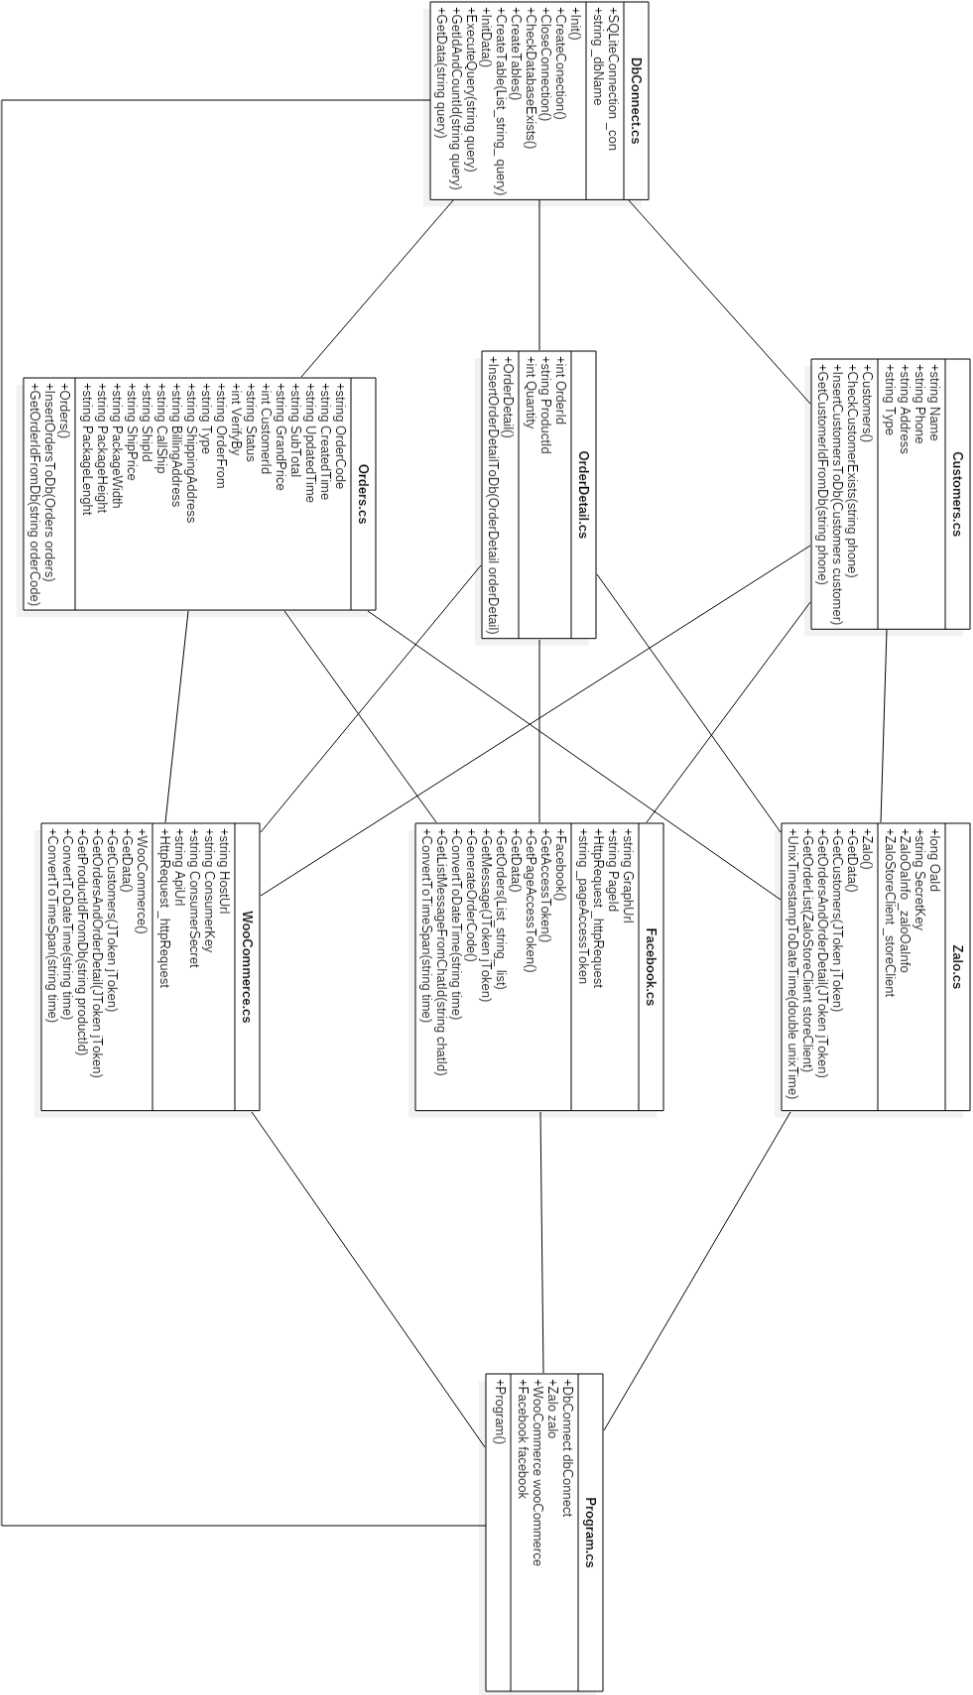 DbConnect.cs
+SQLiteConnection _con
+string _dbName
+Init()
+CreateConection()
+CloseConnection()
+CheckDatabaseExists()
+CreateTables()
+CreateTable(List_string_ query)
+InitData()
+ExecuteQuery(string query)
+GetIdAndCountId(string query)
+GetData(string query)
Customers.cs
+string Name
+string Phone
+string Address
+string Type
+Customers()
+CheckCustomerExists(string phone)
+InsertCustomersToDb(Customers customer)
+GetCustomerIdFromDb(string phone)
OrderDetail.cs
+int OrderId
+string ProductId
+int Quantity
+OrderDetail()
+InsertOrderDetailToDb(OrderDetail orderDetail)
Orders.cs
+string OrderCode
+string CreatedTime
+string UpdatedTime
+string SubTotal
+string GrandPrice
+int CustomerId
+string Status
+int VerifyBy
+string OrderFrom
+string Type
+string ShippingAddress
+string BillingAddress
+string CallShip
+string ShipId
+string ShipPrice
+string PackageWidth
+string PackageHeight
+string PackageLenght
+Orders()
+InsertOrdersToDb(Orders orders)
+GetOrderIdFromDb(string orderCode)
Zalo.cs
+long OaId
+string SecretKey
+ZaloOaInfo _zaloOaInfo
+ZaloStoreClient _storeClient
+Zalo()
+GetData()
+GetCustomers(JToken jToken)
+GetOrdersAndOrderDetail(JToken jToken)
+GetOrderList(ZaloStoreClient storeClient)
+UnixTimestampToDateTime(double unixTime)
Facebook.cs
+string GraphUrl
+string PageId
+HttpRequest _httpRequest
+string _pageAccessToken
+Facebook()
+GetAccessToken()
+GetPageAccessToken()
+GetData()
+GetOrders(List_string_ list)
+GetMessage(JToken jToken)
+GenerateOrderCode()
+ConvertToDateTime(string time)
+GetListMessageFromChatId(string chatId)
+ConvertToTimeSpan(string time)
WooCommerce.cs
+string HostUrl
+string ConsumerKey
+string ConsumerSecret
+string ApiUrl
+HttpRequest _httpRequest
+WooCommerce()
+GetData()
+GetCustomers(JToken jToken)
+GetOrdersAndOrderDetail(JToken jToken)
+GetProductIdFromDb(string productId)
+ConvertToDateTime(string time)
+ConvertToTimeSpan(string time)
Program.cs
+DbConnect dbConnect
+Zalo zalo
+WooCommerce wooCommerce
+Facebook facebook
+Program()